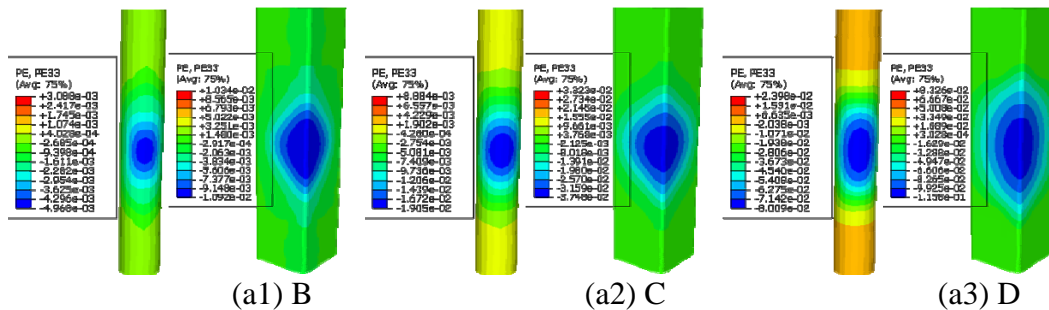 PE, PE33
(Avg: 75%)
+3.088e-03
+2.417e-03
+1.745e-03
+1.074e-03
+4.028e-04
-2.685e-04
-9.398e-04
-1.611e-03
-2.282e-03
-2.954e-03
-3.625e-03
-4.296e-03
-4.968e-03
PE, PE33
(Avg: 75%)
+1.034e-02
+8.565e-03
+6.793e-03
+5.022e-03
+3.251e-03
+1.480e-03
-2.917e-04
-2.063e-03
-3.834e-03
-5.606e-03
-7.377e-03
-9.148e-03
-1.092e-02
(a1) B
PE, PE33
(Avg: 75%)
+8.884e-03
+6.557e-03
+4.229e-03
+1.902e-03
-4.260e-04
-2.754e-03
-5.081e-03
-7.409e-03
-9.736e-03
-1.206e-02
-1.439e-02
-1.672e-02
-1.905e-02
PE, PE33
(Avg: 75%)
+3.323e-02
+2.734e-02
+2.145e-02
+1.555e-02
+9.661e-03
+3.768e-03
-2.125e-03
-8.018e-03
-1.391e-02
-1.980e-02
-2.570e-02
-3.159e-02
-3.748e-02
(a2) C
PE, PE33
(Avg: 75%)
+2.398e-02
+1.531e-02
+6.635e-03
-2.038e-03
-1.071e-02
-1.938e-02
-2.806e-02
-3.673e-02
-4.540e-02
-5.408e-02
-6.275e-02
-7.142e-02
-8.009e-02
PE, PE33
(Avg: 75%)
+8.326e-02
+6.667e-02
+5.008e-02
+3.349e-02
+1.689e-02
-1.629e-02
-3.288e-02
-4.947e-02
-6.606e-02
-8.265e-02
-9.925e-02
-1.158e-01
(a3) D